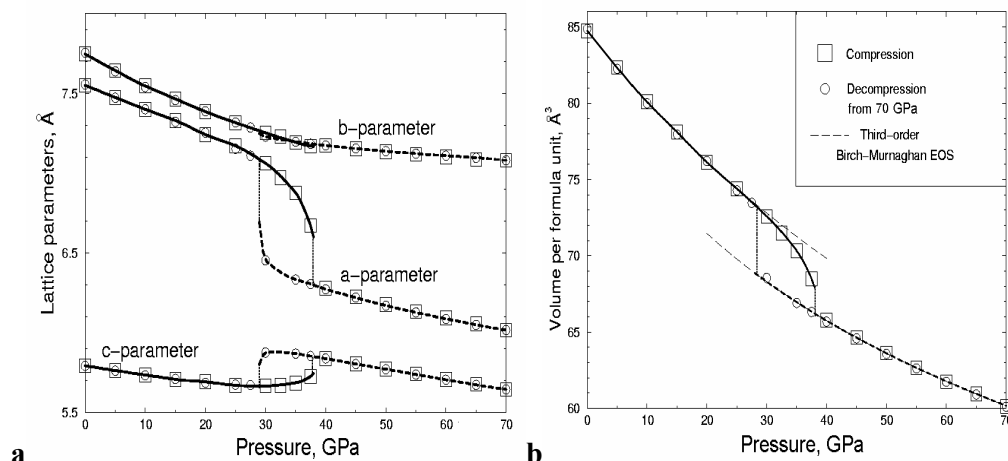 a
Lattice parameters, Å
7.5
6.5
5.5
b−parameter
a−parameter
c−parameter
0 10 20 30 40 50 60 70
Pressure, GPa
b
Volume per formula unit, Å³
85
80
75
70
65
60
Compression
Decompression
from 70 GPa
Third−order
Birch−Murnaghan EOS
0 10 20 30 40 50 60 70
Pressure, GPa